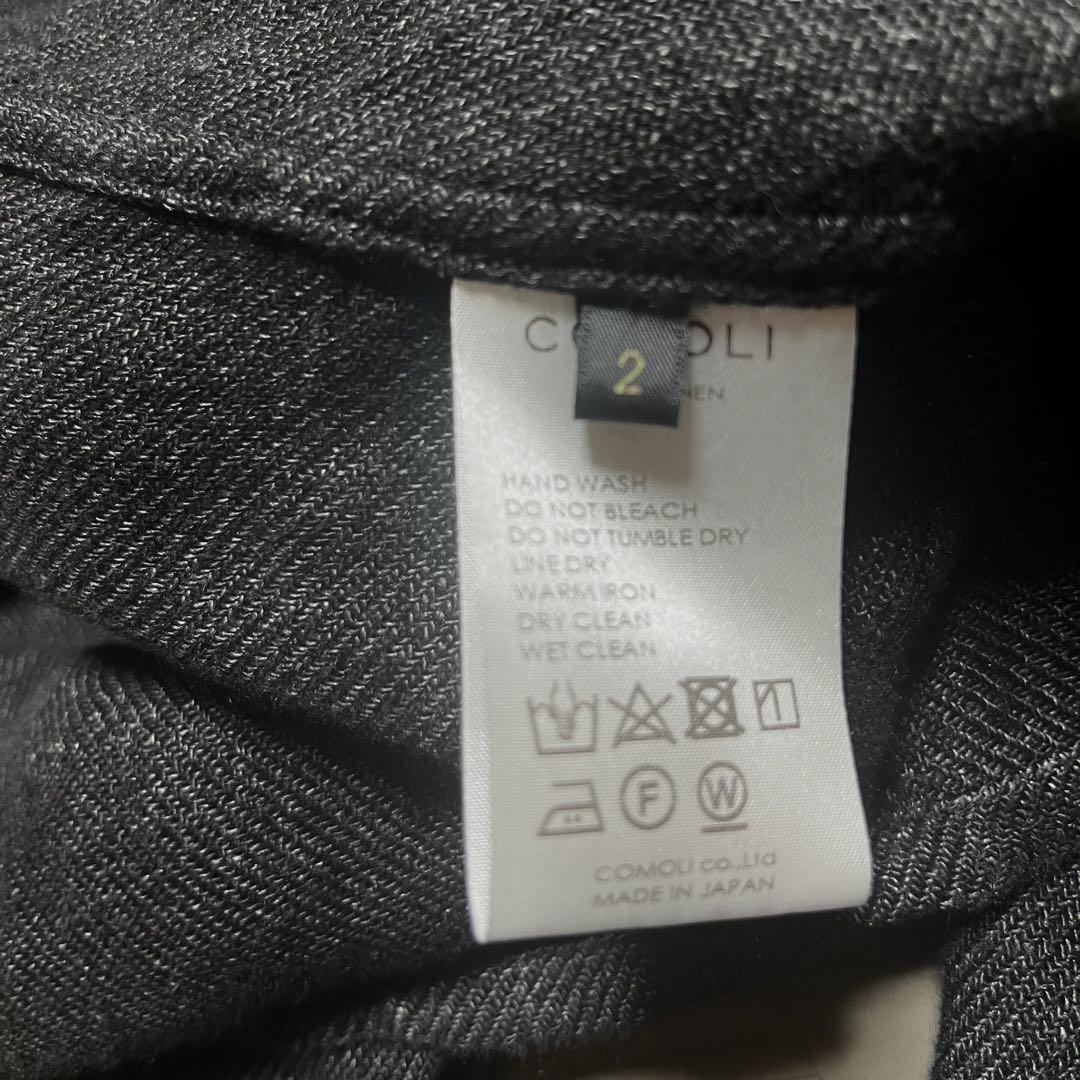 2
HAND WASH
DO NOT BLEACH
DO NOT TUMBLE DRY
LINE DRY
WARM IRON
DRY CLEAN
WET CLEAN
F W
COMOLI co.,Ltd
MADE IN JAPAN